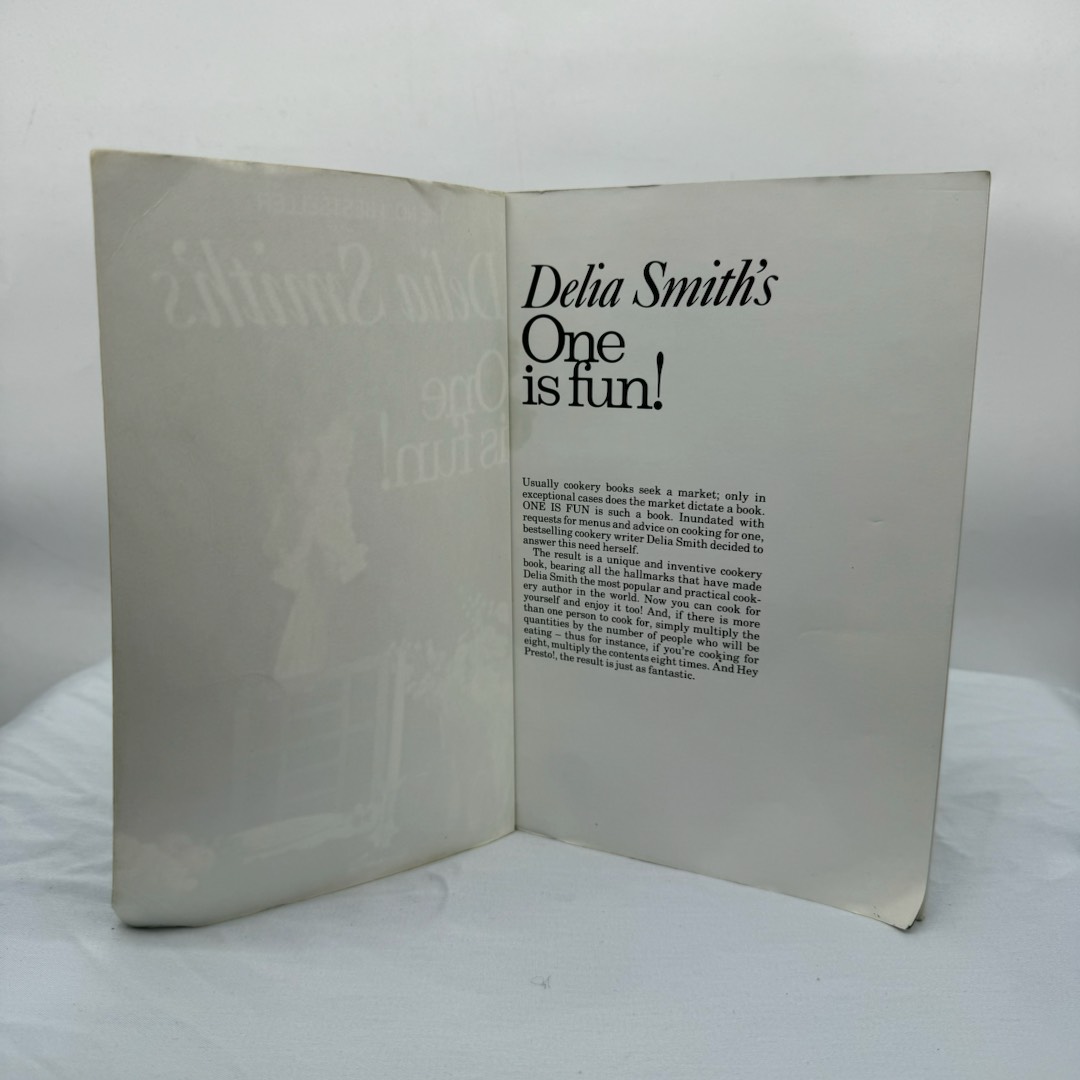 Delia Smith's
One
is fun!
Delia Smith's
One
is fun!
Usually cookery books seek a market; only in
exceptional cases does the market dictate a book.
ONE IS FUN is such a book. Inundated with
requests for menus and advice on cooking for one,
bestselling cookery writer Delia Smith decided to
answer this need herself.
The result is a unique and inventive cookery
book, bearing all the hallmarks that have made
Delia Smith the most popular and practical cook-
ery author in the world. Now you can cook for
yourself and enjoy it too! And, if there is more
than one person to cook for, simply multiply the
quantities by the number of people who will be
eating – thus for instance, if you're cooking for
eight, multiply the contents eight times. And Hey
Presto!, the result is just as fantastic.